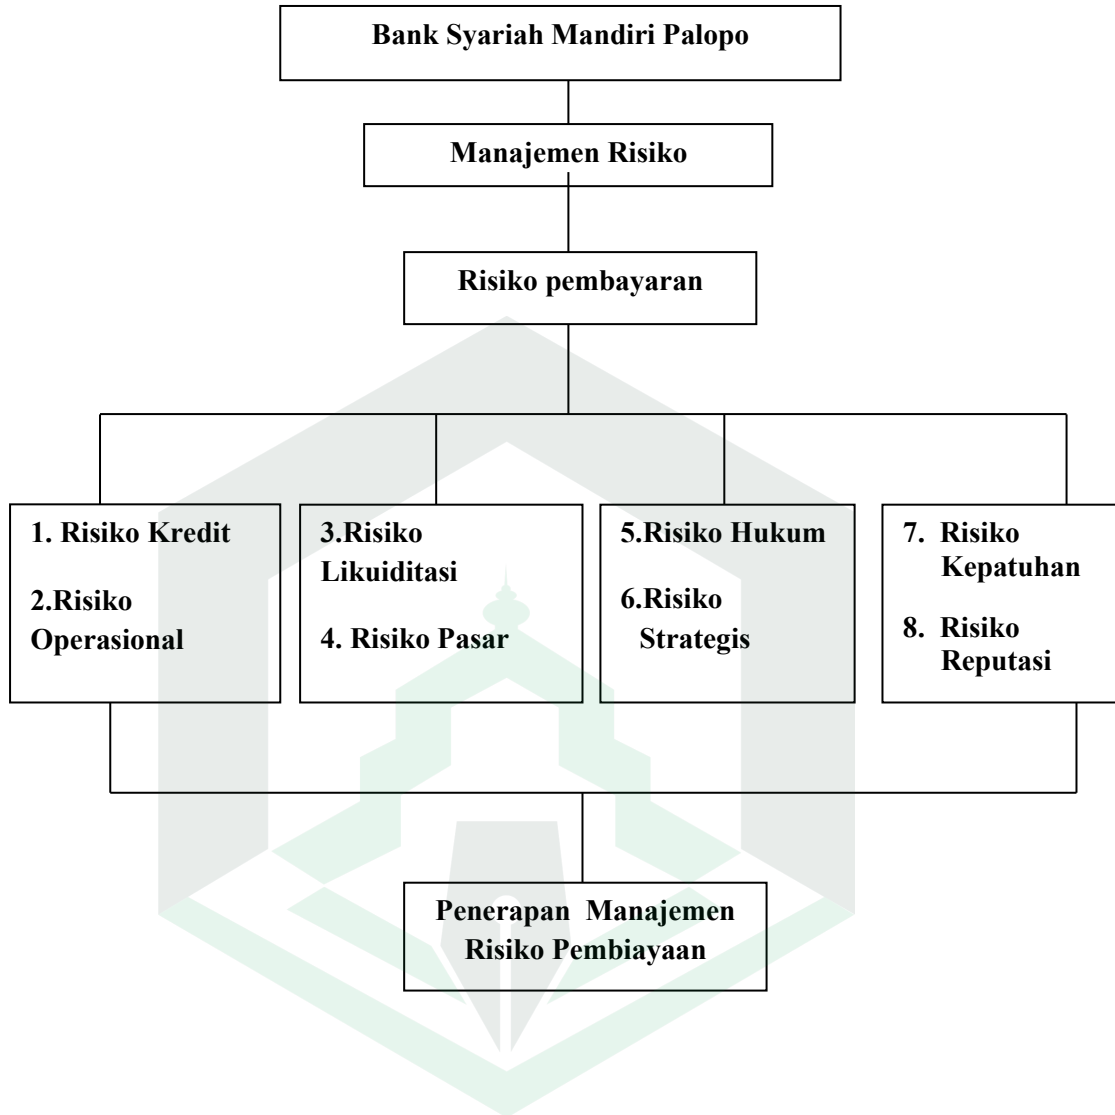 Bank Syariah Mandiri Palopo
Manajemen Risiko
Risiko pembayaran
1. Risiko Kredit
2.Risiko
Operasional
3.Risiko
Likuiditasi
4. Risiko Pasar
5.Risiko Hukum
6.Risiko
Strategis
7. Risiko
Kepatuhan
8. Risiko
Reputasi
Penerapan Manajemen
Risiko Pembiayaan